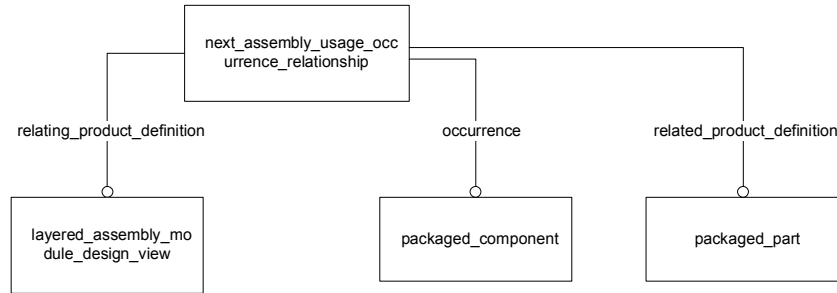 next_assembly_usage_occ
urrence_relationship
relating_product_definition
occurrence
related_product_definition
layered_assembly_mo
dule_design_view
packaged_component
packaged_part